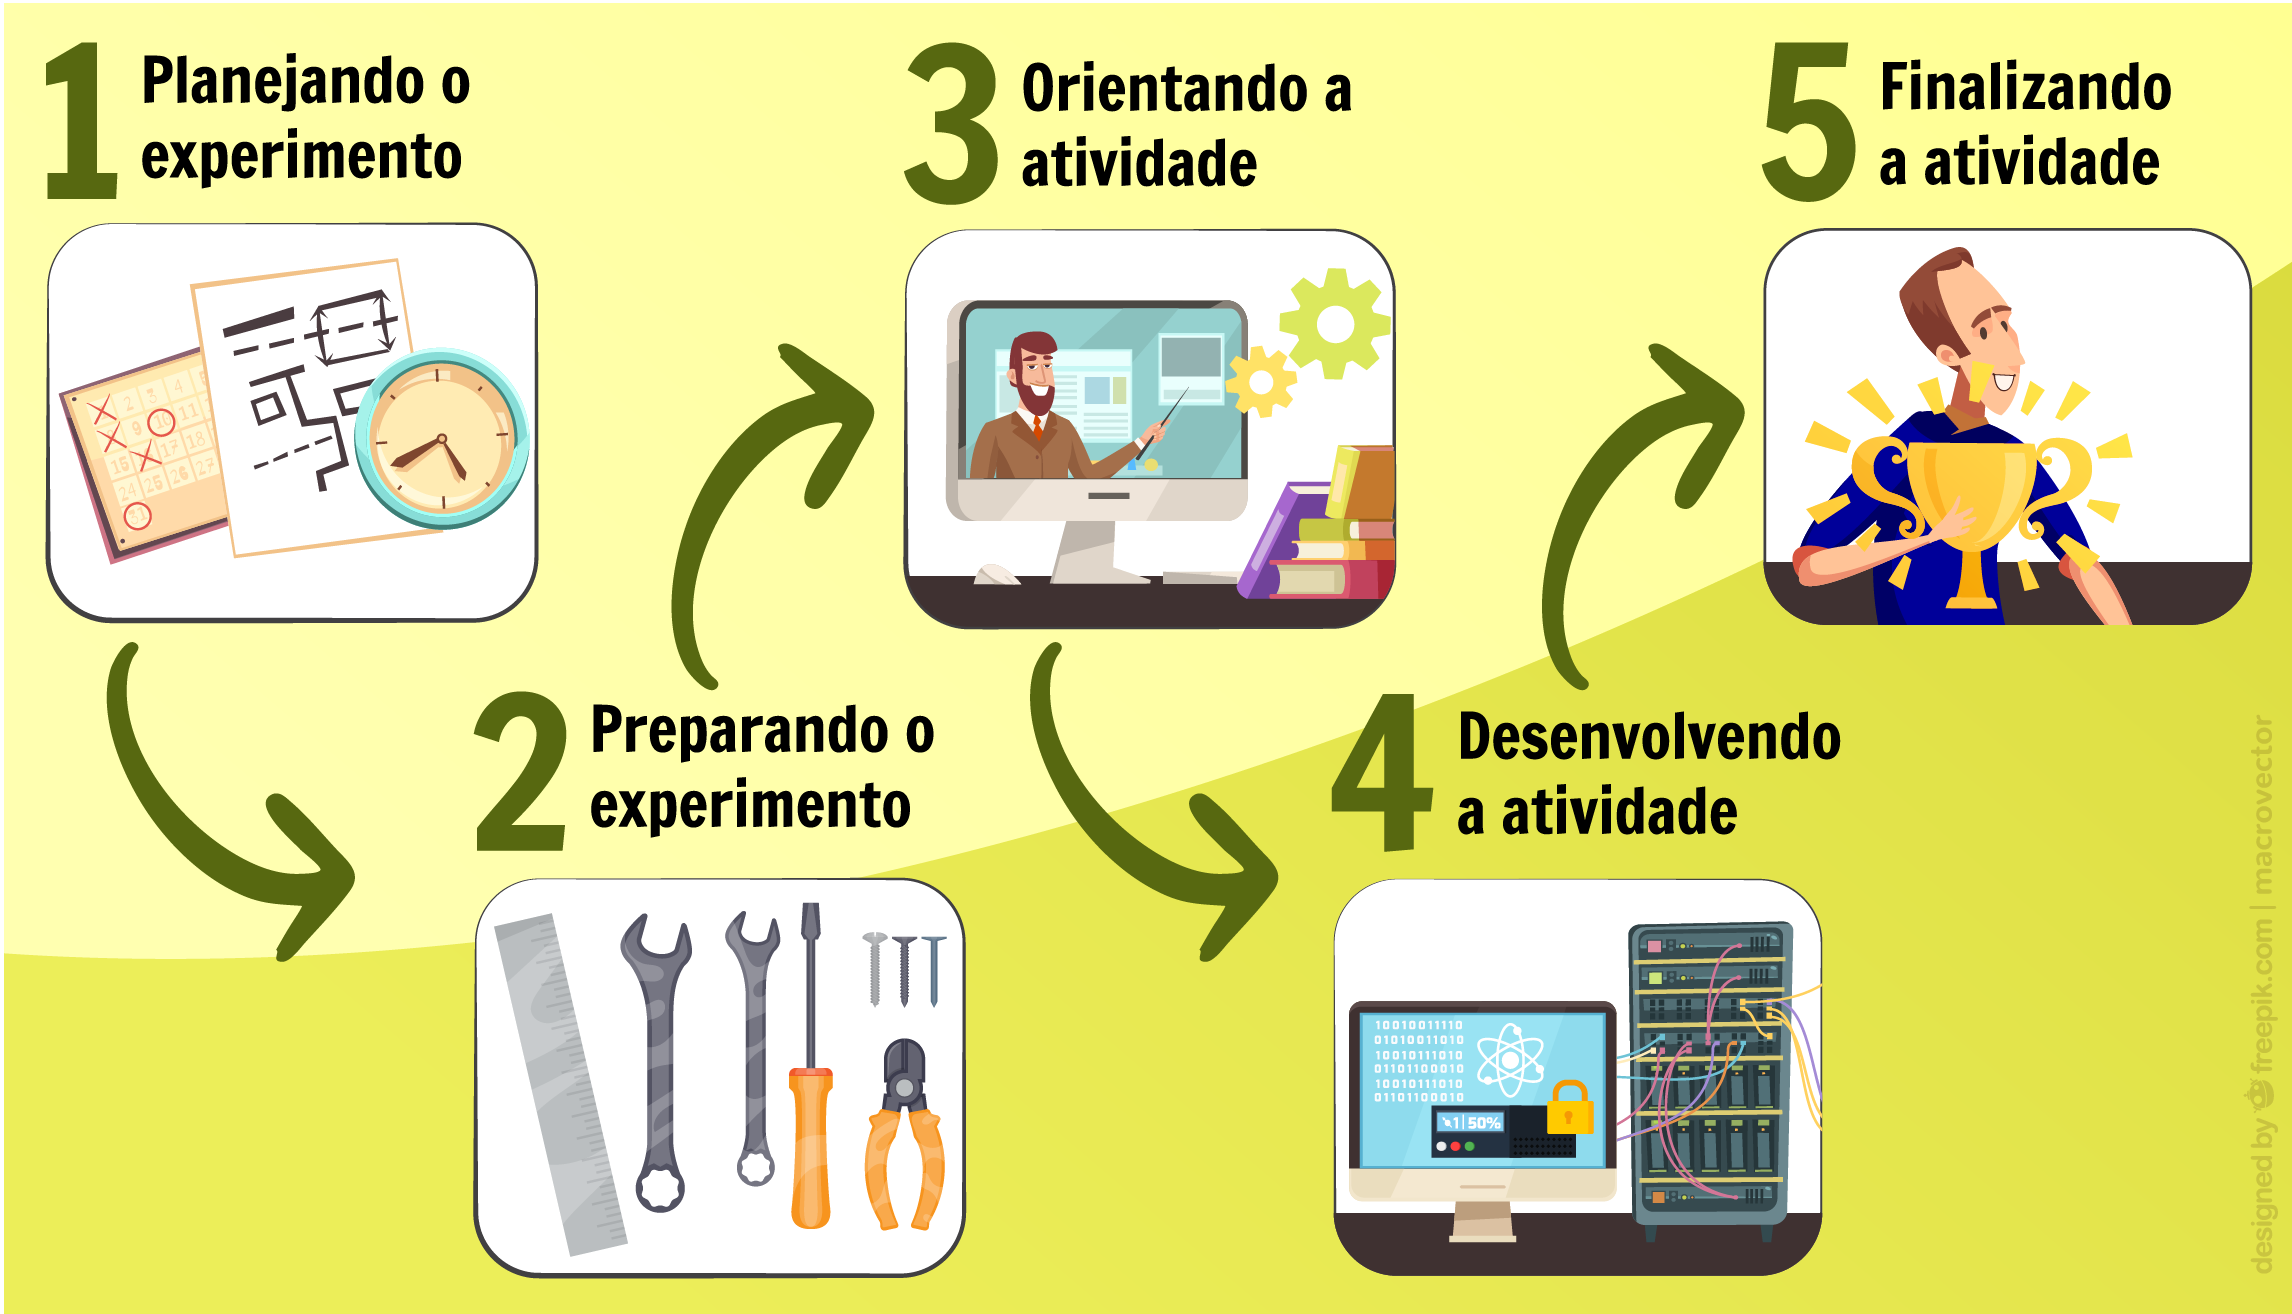 1 Planejando o
experimento
2 Preparando o
experimento
3 Orientando a
atividade
4 Desenvolvendo
a atividade
5 Finalizando
a atividade
2 3 4
9 10 11
17 18
15
24 25 26 27
31
10010011110
01010011010
10010111010
01101100010
10010111010
01101100010
1 50%
designed by freepik.com | macrovector